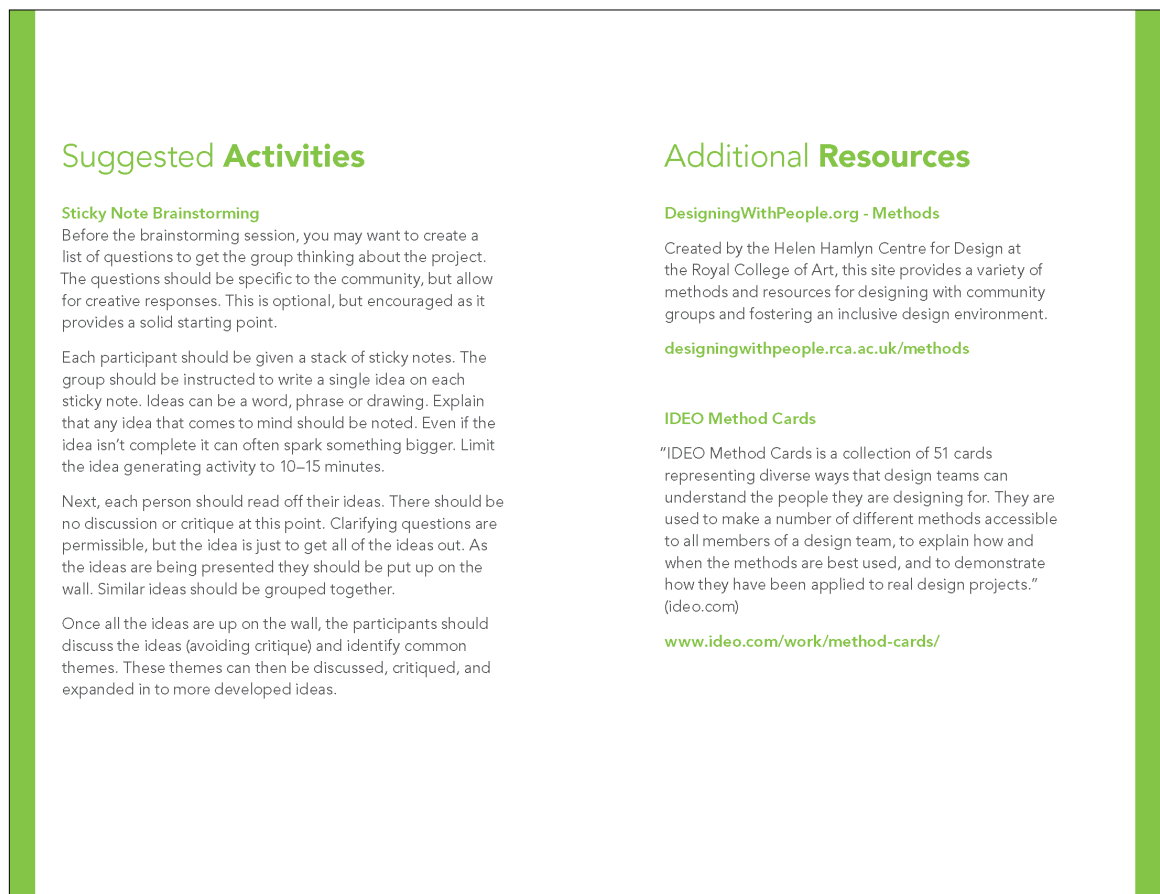 Suggested Activities
Sticky Note Brainstorming
Before the brainstorming session, you may want to create a
list of questions to get the group thinking about the project.
The questions should be specific to the community, but allow
for creative responses. This is optional, but encouraged as it
provides a solid starting point.
Each participant should be given a stack of sticky notes. The
group should be instructed to write a single idea on each
sticky note. Ideas can be a word, phrase or drawing. Explain
that any idea that comes to mind should be noted. Even if the
idea isn’t complete it can often spark something bigger. Limit
the idea generating activity to 10–15 minutes.
Next, each person should read off their ideas. There should be
no discussion or critique at this point. Clarifying questions are
permissible, but the idea is just to get all of the ideas out. As
the ideas are being presented they should be put up on the
wall. Similar ideas should be grouped together.
Once all the ideas are up on the wall, the participants should
discuss the ideas (avoiding critique) and identify common
themes. These themes can then be discussed, critiqued, and
expanded in to more developed ideas.
Additional Resources
DesigningWithPeople.org - Methods
Created by the Helen Hamlyn Centre for Design at
the Royal College of Art, this site provides a variety of
methods and resources for designing with community
groups and fostering an inclusive design environment.
designingwithpeople.rca.ac.uk/methods
IDEO Method Cards
“IDEO Method Cards is a collection of 51 cards
representing diverse ways that design teams can
understand the people they are designing for. They are
used to make a number of different methods accessible
to all members of a design team, to explain how and
when the methods are best used, and to demonstrate
how they have been applied to real design projects.”
(ideo.com)
www.ideo.com/work/method-cards/